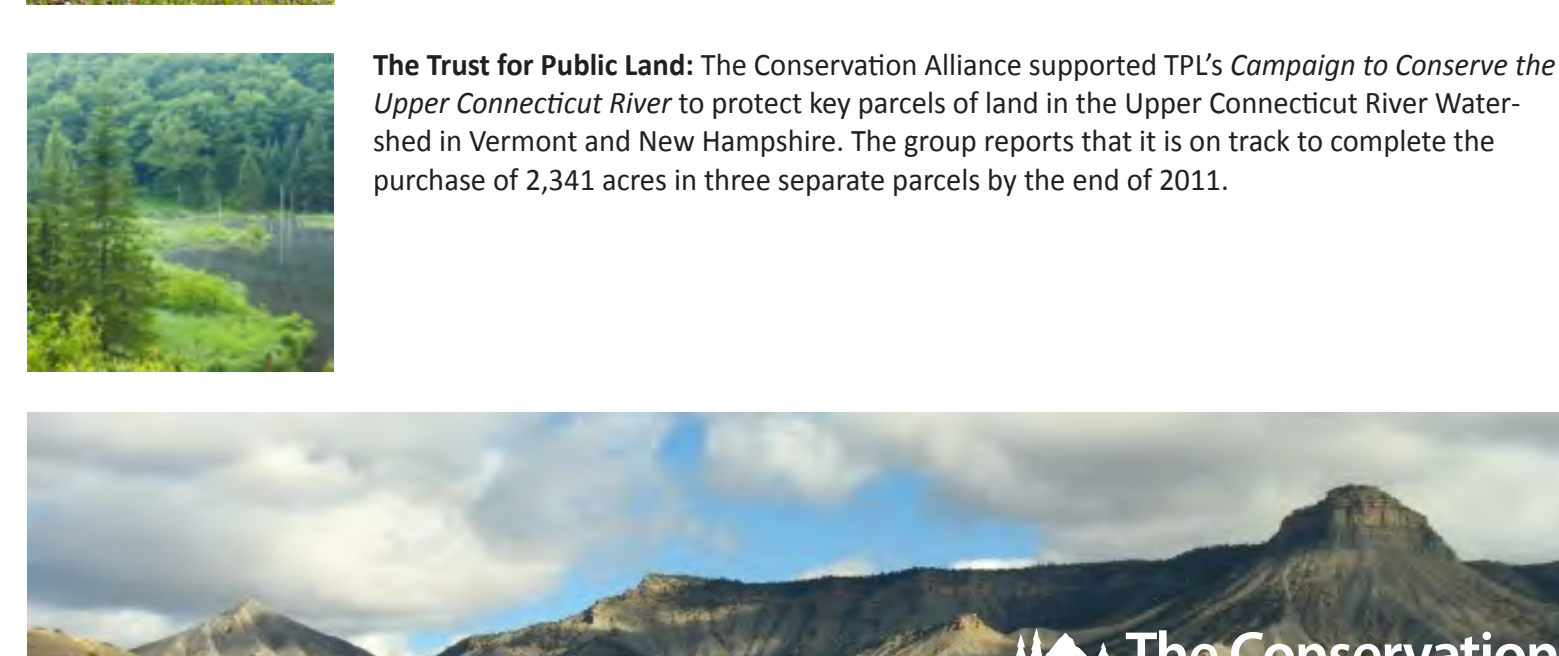 The Trust for Public Land: The Conservation Alliance supported TPL’s Campaign to Conserve the
Upper Connecticut River to protect key parcels of land in the Upper Connecticut River Water-
shed in Vermont and New Hampshire. The group reports that it is on track to complete the
purchase of 2,341 acres in three separate parcels by the end of 2011.
The Conservation